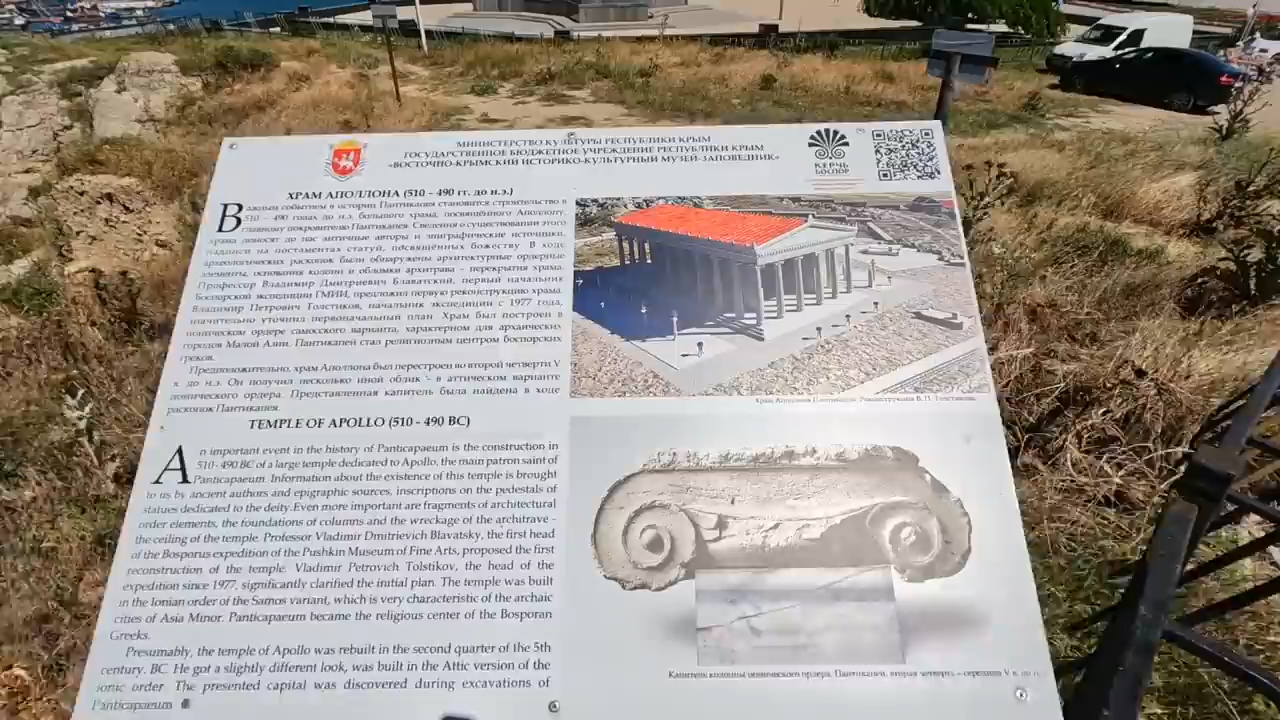 МИНИСТЕРСТВО КУЛЬТУРЫ РЕСПУБЛИКИ КРЫМ
ГОСУДАРСТВЕННОЕ БЮДЖЕТНОЕ УЧРЕЖДЕНИЕ РЕСПУБЛИКИ КРЫМ
«ВОСТОЧНО-КРЫМСКИЙ ИСТОРИКО-КУЛЬТУРНЫЙ МУЗЕЙ-ЗАПОВЕДНИК»
КЕРЧЬ
БОСПОР
ХРАМ АПОЛЛОНА (510 - 490 гг. до н.э.)
Важным событием в истории Пантикапея становится строительство в
510 – 490 годах до н.э. большого храма, посвящённого Аполлону,
главному покровителю Пантикапея. Сведения о существовании этого
храма доносят до нас античные авторы и эпиграфические источники,
надписи на постаментах статуй, посвящённых божеству. В ходе
археологических раскопок были обнаружены архитектурные ордерные
элементы, основания колонн и обломки архитрава - перекрытия храма.
Профессор Владимир Дмитриевич Блаватский, первый начальник
Боспорской экспедиции ГМИИ, предложил первую реконструкцию храма.
Владимир Петрович Толстиков, начальник экспедиции с 1977 года,
значительно уточнил первоначальный план. Храм был построен в
ионическом ордере самосского варианта, характерном для архаических
городов Малой Азии. Пантикапей стал религиозным центром боспорских
греков.
Предположительно, храм Аполлона был перестроен во второй четверти V
в. до н.э. Он получил несколько иной облик - в аттическом варианте
ионического ордера. Представленная капитель была найдена в ходе
раскопок Пантикапея.
Храм Аполлона Пантикапея. Реконструкция В.П. Толстикова.
TEMPLE OF APOLLO (510 - 490 BC)
An important event in the history of Panticapaeum is the construction in
510- 490 BC of a large temple dedicated to Apollo, the main patron saint of
Panticapaeum. Information about the existence of this temple is brought
to us by ancient authors and epigraphic sources, inscriptions on the pedestals of
statues dedicated to the deity. Even more important are fragments of architectural
order elements, the foundations of columns and the wreckage of the architrave -
the ceiling of the temple. Professor Vladimir Dmitrievich Blavatsky, the first head
of the Bosporus expedition of the Pushkin Museum of Fine Arts, proposed the first
reconstruction of the temple. Vladimir Petrovich Tolstikov, the head of the
expedition since 1977, significantly clarified the initial plan. The temple was built
in the Ionian order of the Samos variant, which is very characteristic of the archaic
cities of Asia Minor. Panticapaeum became the religious center of the Bosporan
Greeks.
Presumably, the temple of Apollo was rebuilt in the second quarter of the 5th
century. BC. He got a slightly different look, was built in the Attic version of the
ionic order. The presented capital was discovered during excavations of
Panticapaeum
Капитель колонны ионического ордера. Пантикапей, вторая четверть – середина V в. до н.